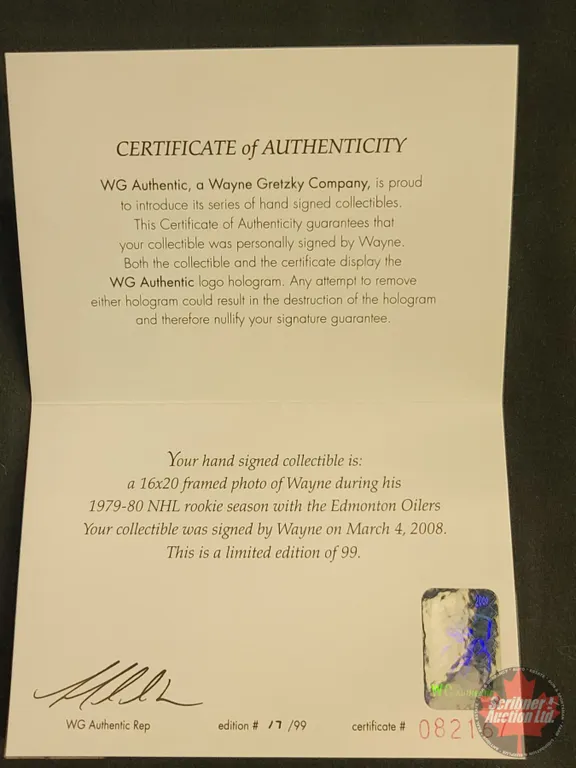 CERTIFICATE of AUTHENTICITY
WG Authentic, a Wayne Gretzky Company, is proud
to introduce its series of hand signed collectibles.
This Certificate of Authenticity guarantees that
your collectible was personally signed by Wayne.
Both the collectible and the certificate display the
WG Authentic logo hologram. Any attempt to remove
either hologram could result in the destruction of the hologram
and therefore nullify your signature guarantee.
Your hand signed collectible is:
a 16x20 framed photo of Wayne during his
1979-80 NHL rookie season with the Edmonton Oilers
Your collectible was signed by Wayne on March 4, 2008.
This is a limited edition of 99.
WG Authentic
WG Authentic Rep
edition # 17 /99
certificate # 08216
Scribner
Auction Ltd.